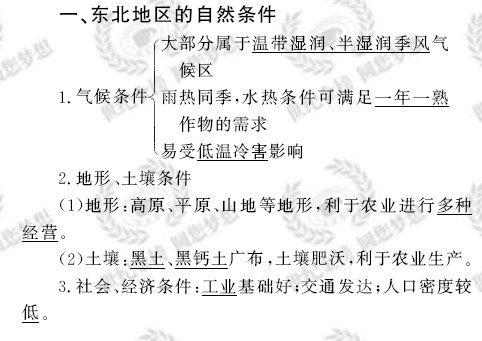 一、东北地区的自然条件
大部分属于温带湿润、半湿润季风气
候区
1.气候条件 雨热同季,水热条件可满足一年一熟
作物的需求
易受低温冷害影响
2.地形、土壤条件
(1)地形:高原、平原、山地等地形,利于农业进行多种
经营。
(2)土壤:黑土、黑钙土广布,土壤肥沃,利于农业生产。
3.社会、经济条件:工业基础好;交通发达;人口密度较
低。